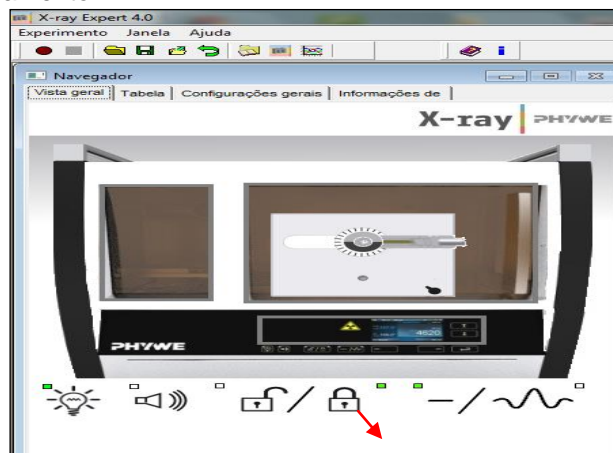 X-ray Expert 4.0
Experimento Janela Ajuda
Navegador
Vista geral Tabela Configurações gerais Informações de
X-ray PHYWE
4620
PHYWE